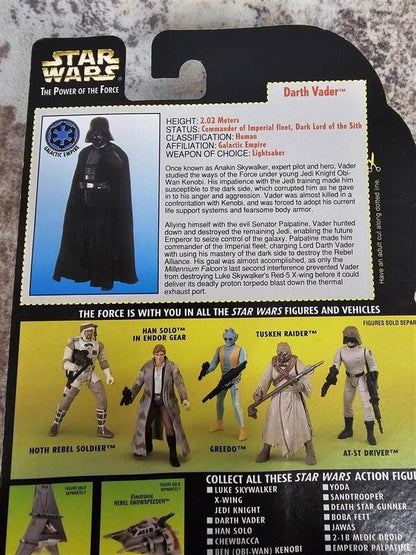 STAR
WARS
THE POWER OF THE FORCE
Darth Vader™
GALACTIC EMPIRE
HEIGHT: 2.02 Meters
STATUS: Commander of Imperial fleet, Dark Lord of the Sith
CLASSIFICATION: Human
AFFILIATION: Galactic Empire
WEAPON OF CHOICE: Lightsaber
Once known as Anakin Skywalker, expert pilot and hero, Vader
studied the ways of the Force under young Jedi Knight Obi-
Wan Kenobi. His impatience with the Jedi training made him
susceptible to the dark side, which corrupted him as he gave
in to his anger and aggression. Vader was almost killed in a
confrontation with Kenobi, and was forced to adopt his current
life support systems and fearsome body armor.
Allying himself with the evil Senator Palpatine, Vader hunted
down and destroyed the remaining Jedi, enabling the future
Emperor to seize control of the galaxy. Palpatine made him
commander of the Imperial fleet, charging Lord Darth Vader
with using his mastery of the dark side to destroy the Rebel
Alliance. His goal was almost accomplished, as only the
Millennium Falcon's last second interference prevented Vader
from destroying Luke Skywalker's Red-5 X-wing before it could
deliver its deadly proton torpedo blast down the thermal
exhaust port.
Have an adult cut along dotted line.
THE FORCE IS WITH YOU IN ALL THE STAR WARS FIGURES AND VEHICLES
FIGURES SOLD SEPARA
HAN SOLO™
IN ENDOR GEAR
TUSKEN RAIDER™
HOTH REBEL SOLDIER™
GREEDO™
AT-ST DRIVER™
FIGURE SOLD
SEPARATELY
Electronic
REBEL SNOWSPEEDER™
FIGURE SOLD
SEPARATELY
COLLECT ALL THESE STAR WARS ACTION FIGUR
LUKE SKYWALKER
X-WING
JEDI KNIGHT
DARTH VADER
HAN SOLO
CHEWBACCA
BEN (OBI-WAN) KENOBI
YODA
SANDTROOPER
DEATH STAR GUNNER
BOBA FETT
JAWAS
2-1B MEDIC DROID
EMPEROR PALPATINE